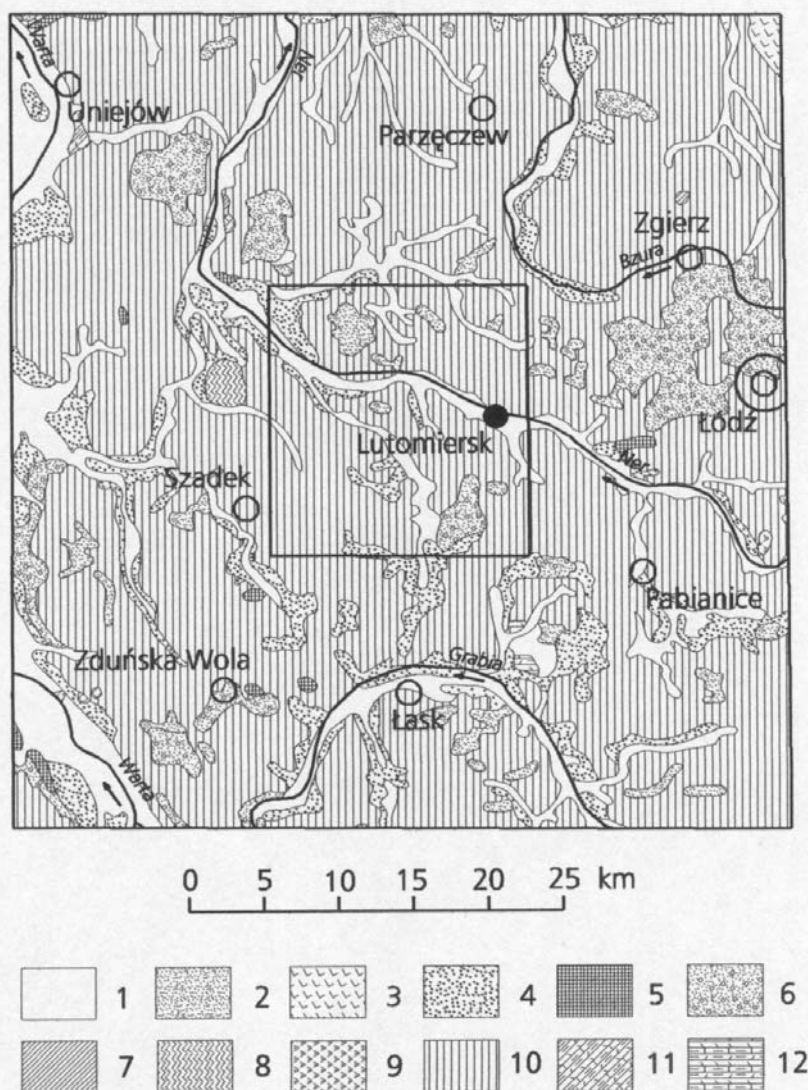 Warta
Ner
Uniejów
Parzęczew
Zgierz
Bzura
Łódź
Lutomiersk
Ner
Szadek
Pabianice
Zduńska Wola
Grabia
Łask
Warta
0 5 10 15 20 25 km
1 2 3 4 5 6
7 8 9 10 11 12